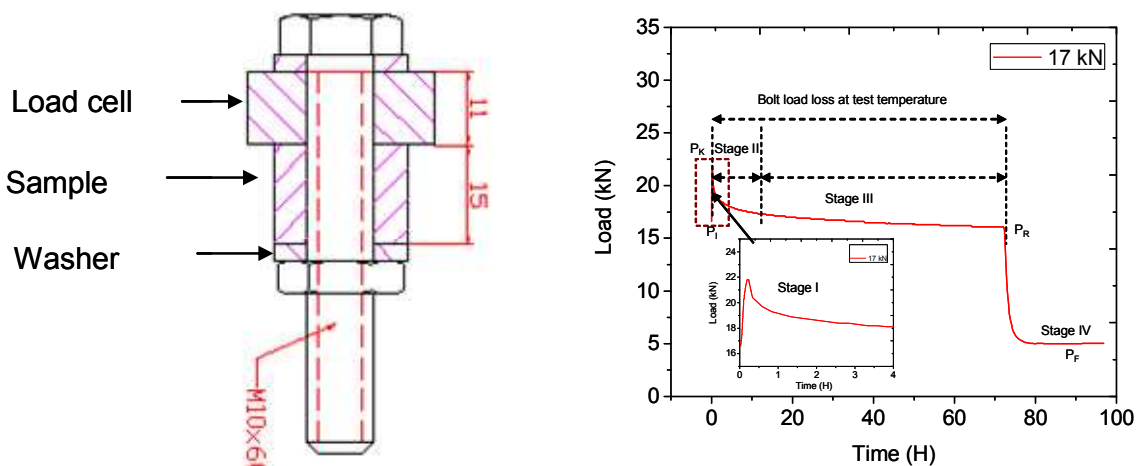 Load cell
Sample
Washer
11
15
M10×6
35
30
25
20
15
10
5
0
Load (kN)
17 kN
Bolt load loss at test temperature
P_K
Stage II
Stage III
P_I
P_R
Stage IV
P_F
24
22
20
18
16
Load (kN)
17 kN
Stage I
0
2
4
Time (H)
0
20
40
60
80
100
Time (H)